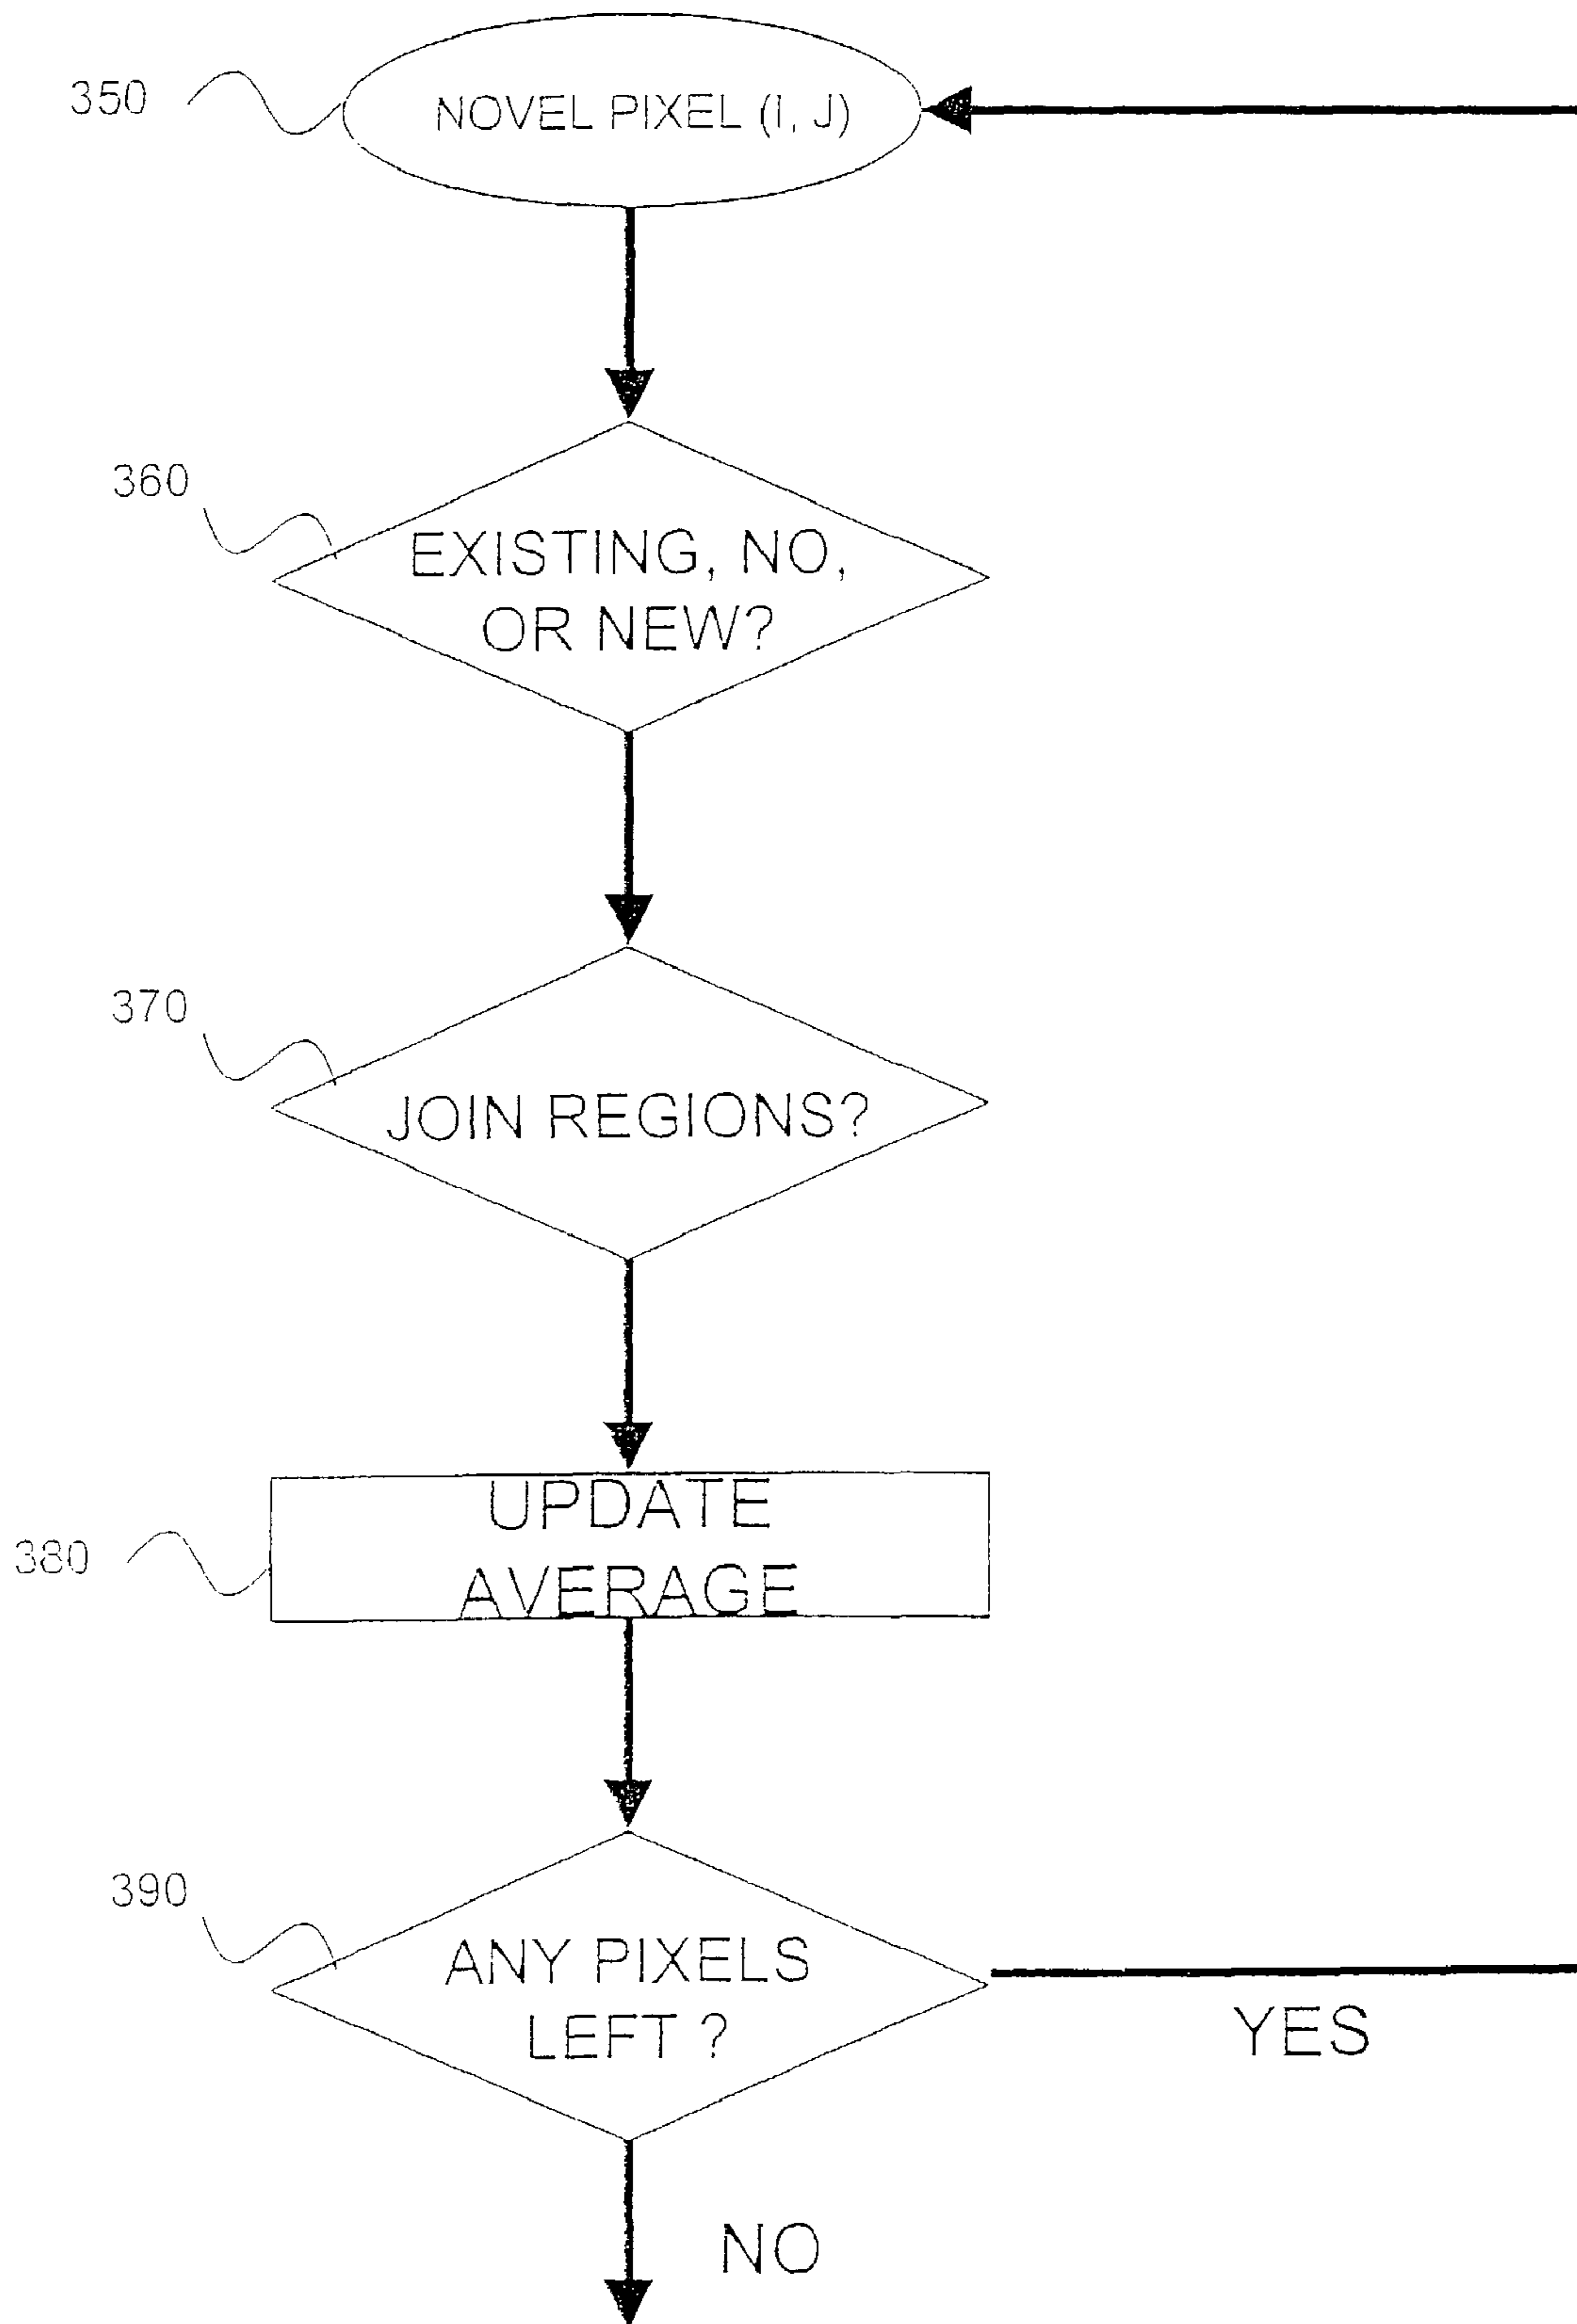 350
NOVEL PIXEL (I, J)
360
EXISTING, NO,
OR NEW?
370
JOIN REGIONS?
380
UPDATE
AVERAGE
390
ANY PIXELS
LEFT ?
YES
NO